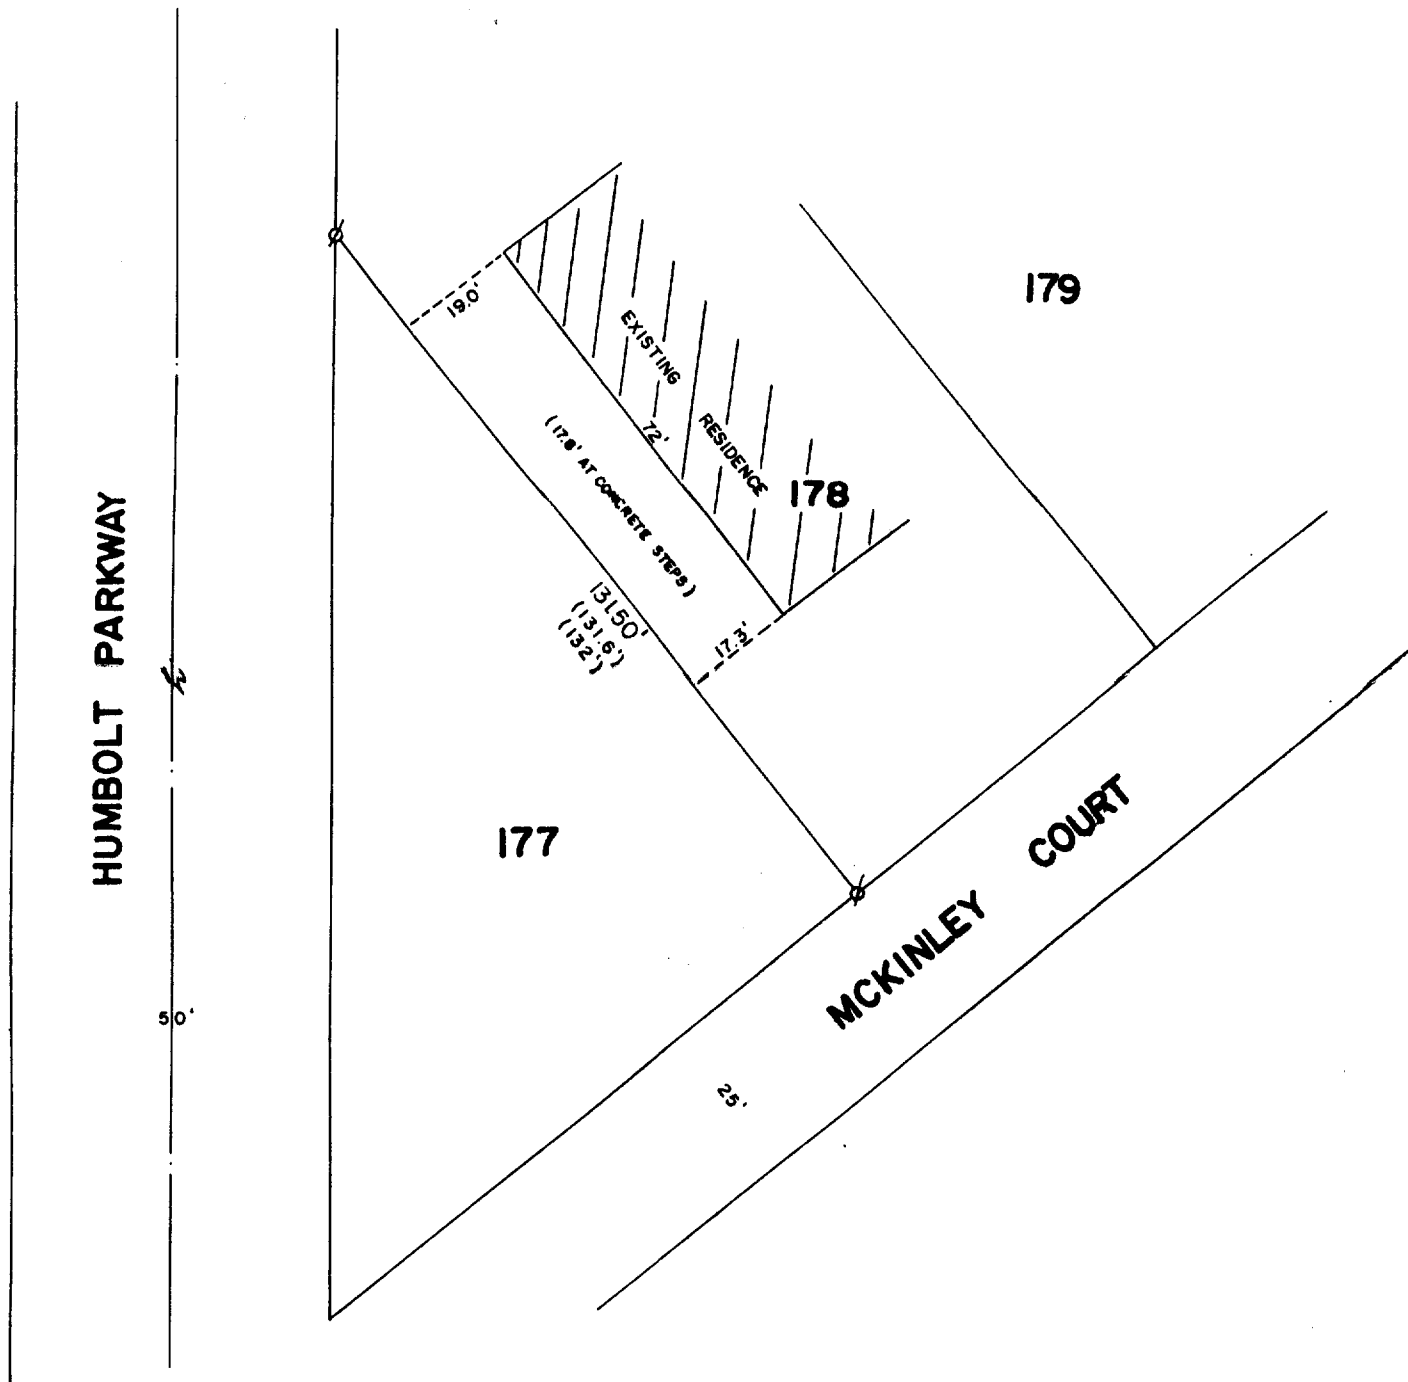 179
19.0'
EXISTING
RESIDENCE
72'
178
(17.8' AT CONCRETE STEPS)
17.3'
131.50'
(131.6')
(132')
HUMBOLT PARKWAY
177
MCKINLEY COURT
50'
25'